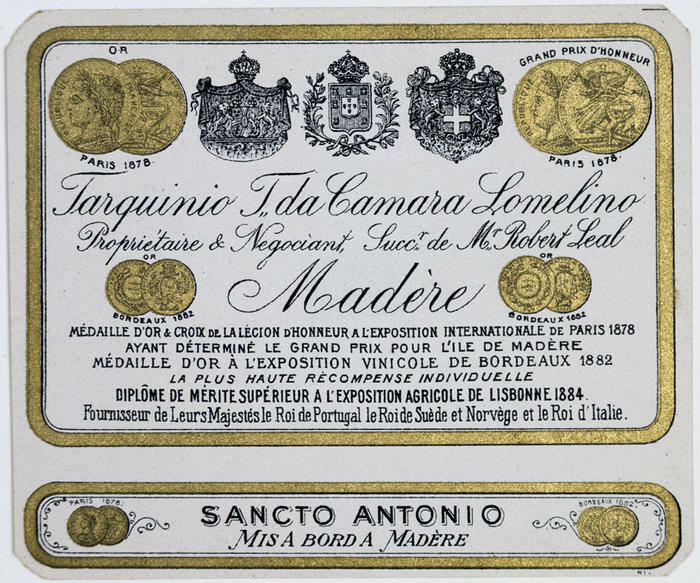 OR
GRAND PRIX D'HONNEUR
PARIS 1878.
PARIS 1878.
Tarquinio T. da Camara Lomelino
Propriétaire & Négociant, Succr. de Mr. Robert Leal
OR
OR
Madère
BORDEAUX 1882
BORDEAUX 1882
MÉDAILLE D'OR & CROIX DE LA LÉGION D'HONNEUR A L'EXPOSITION INTERNATIONALE DE PARIS 1878
AYANT DÉTERMINÉ LE GRAND PRIX POUR L'ILE DE MADÈRE
MÉDAILLE D'OR À L'EXPOSITION VINICOLE DE BORDEAUX 1882
LA PLUS HAUTE RÉCOMPENSE INDIVIDUELLE
DIPLÔME DE MÉRITE SUPÉRIEUR A L'EXPOSITION AGRICOLE DE LISBONNE 1884.
Fournisseur de Leurs Majestés le Roi de Portugal le Roi de Suède et Norvège et le Roi d'Italie.
PARIS 1878.
BORDEAUX 1882.
SANCTO ANTONIO
MIS A BORD A MADÈRE